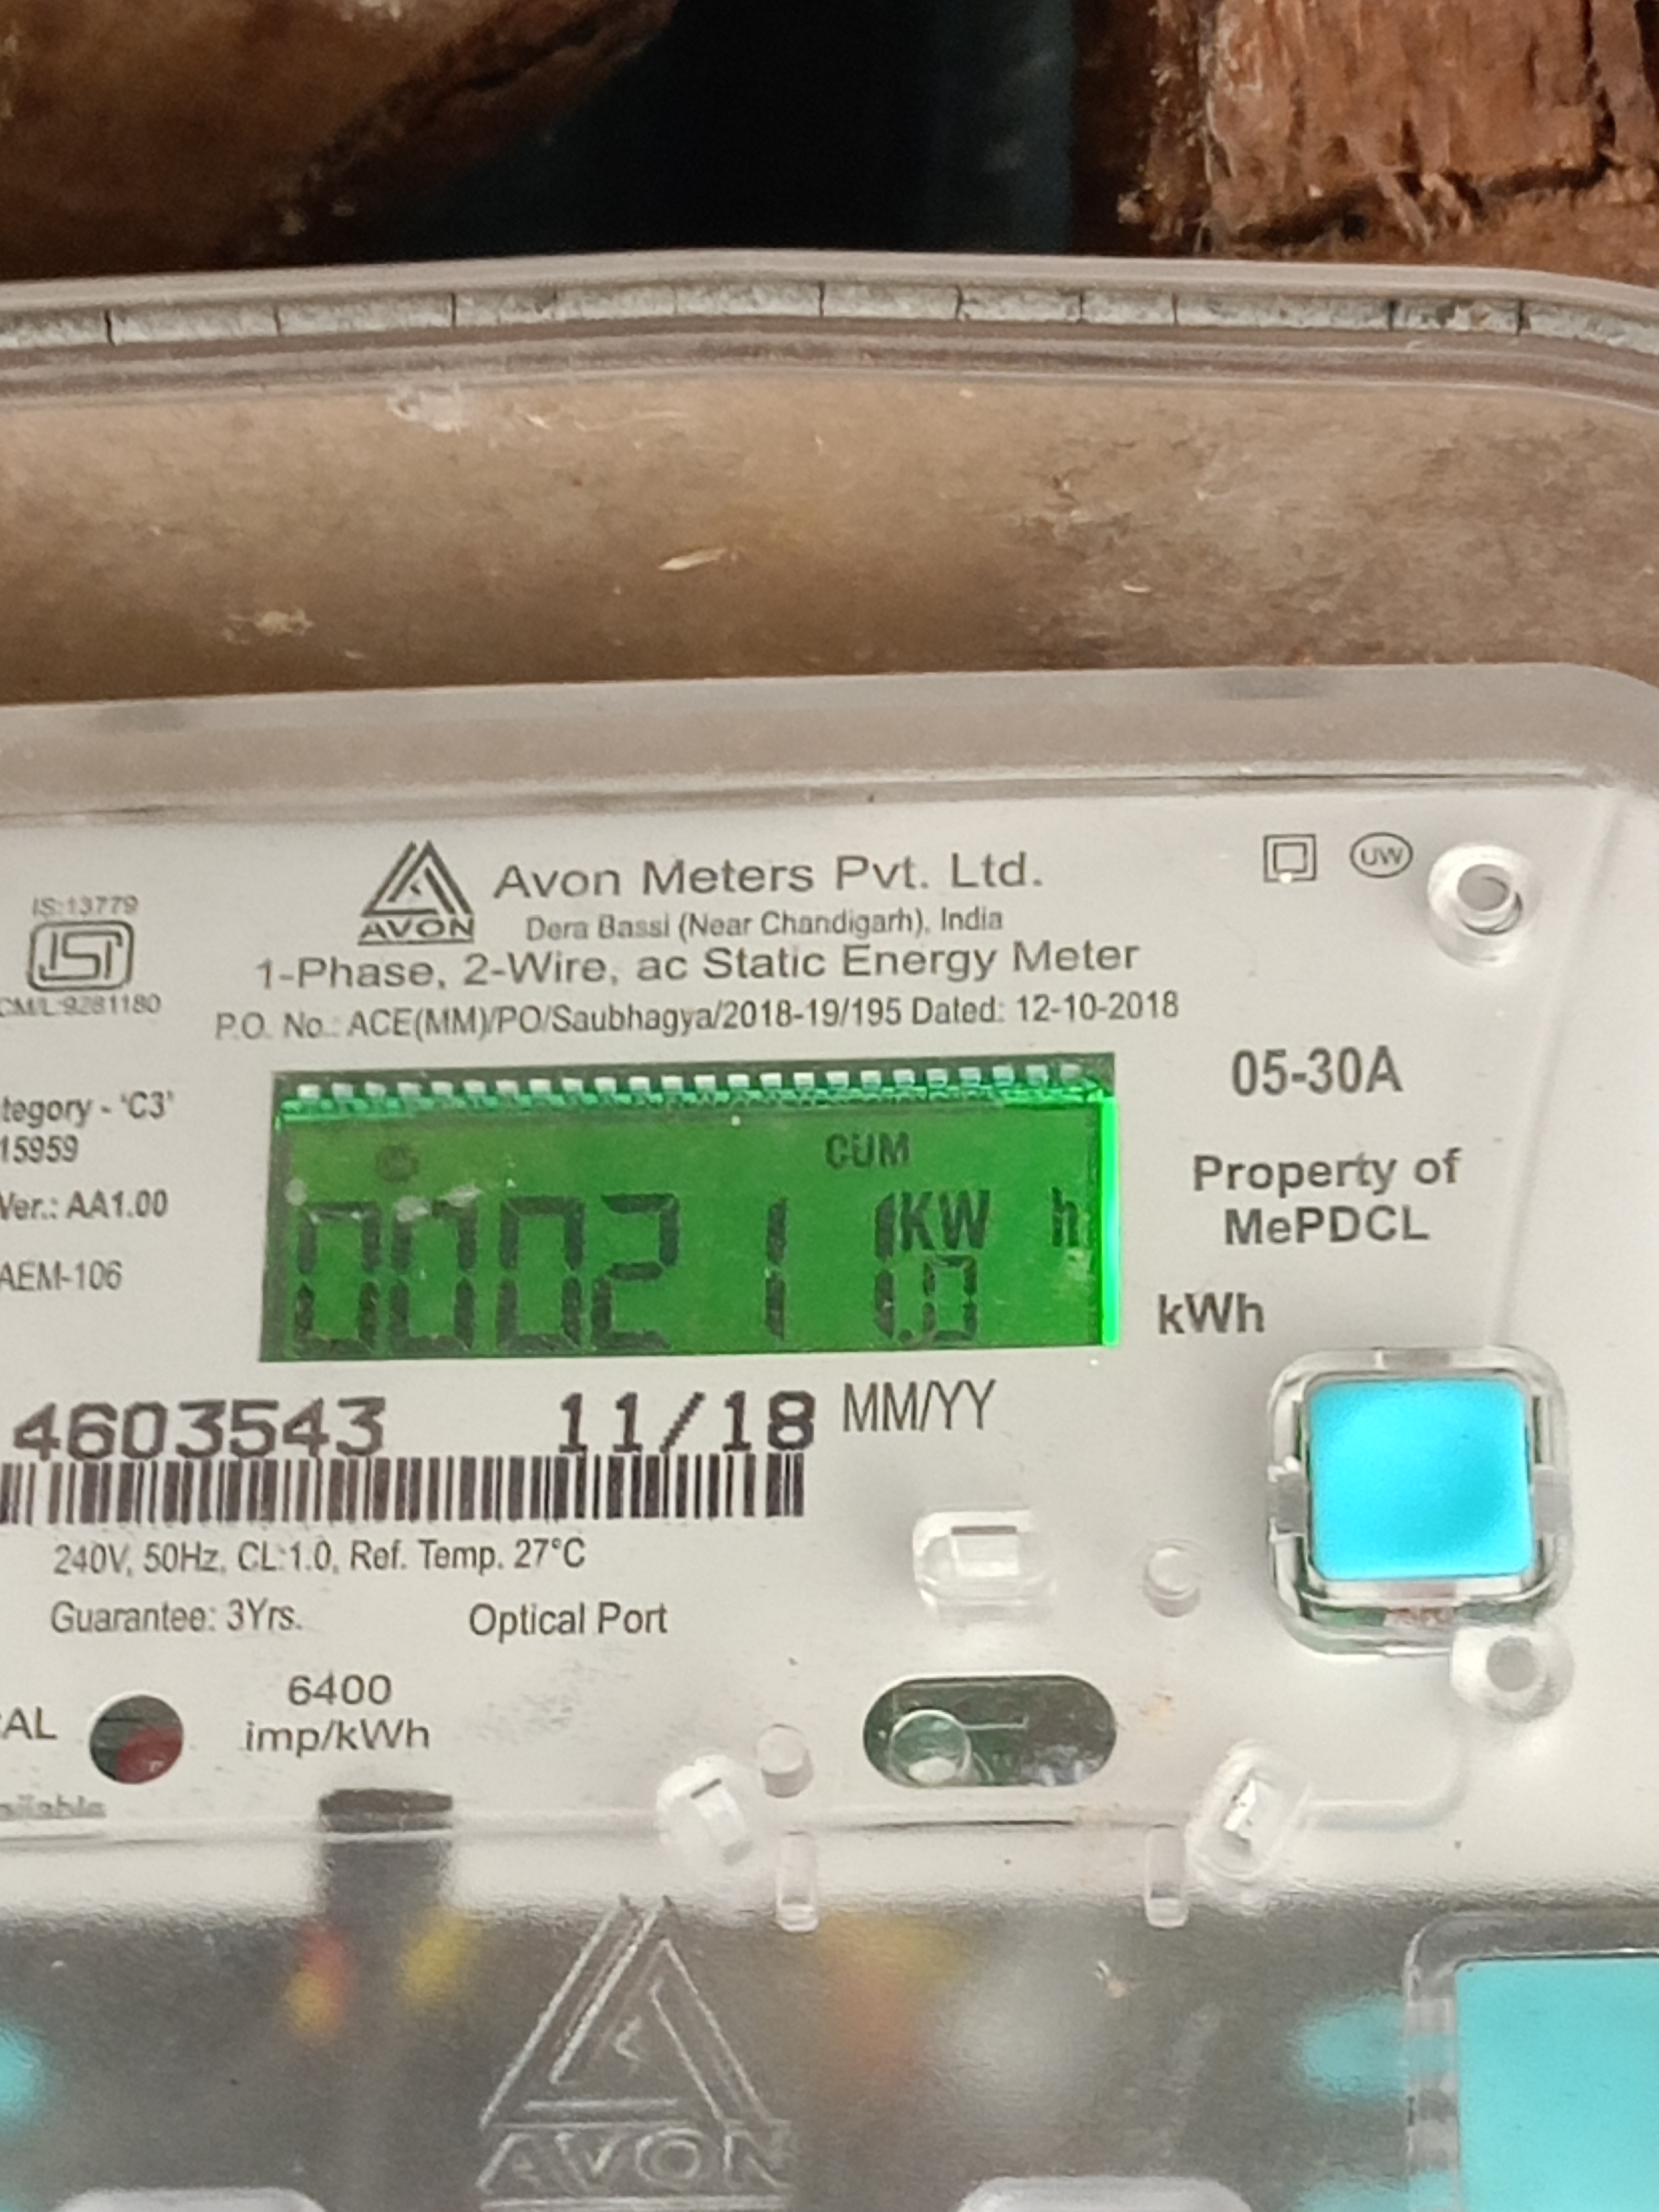 Avon Meters Pvt. Ltd.
AVON
Dera Bassi (Near Chandigarh), India
1-Phase, 2-Wire, ac Static Energy Meter
P.O. No.: ACE(MM)/PO/Saubhagya/2018-19/195 Dated: 12-10-2018
UW
IS:13779
ISI
CM/L:9281180
tegory - 'C3'
15959
Ver.: AA1.00
AEM-106
CUM
000211.0
KW h
05-30A
Property of
MePDCL
kWh
4603543 11/18 MM/YY
240V, 50Hz, CL:1.0, Ref. Temp. 27°C
Guarantee: 3Yrs.
Optical Port
CAL
6400
imp/kWh
AVON